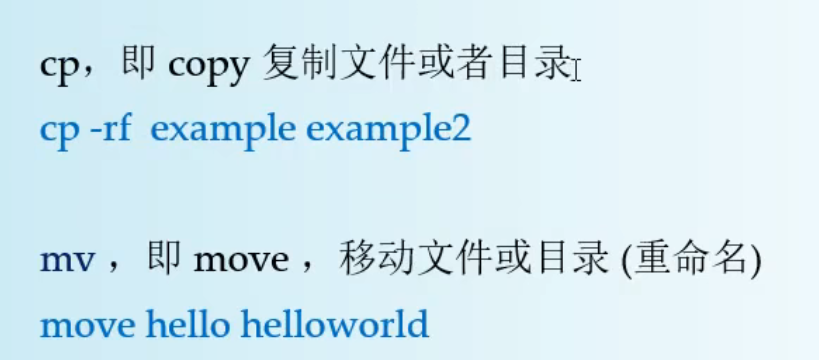 cp，即 copy 复制文件或者目录
cp -rf example example2
mv ，即 move ，移动文件或目录 (重命名)
move hello helloworld